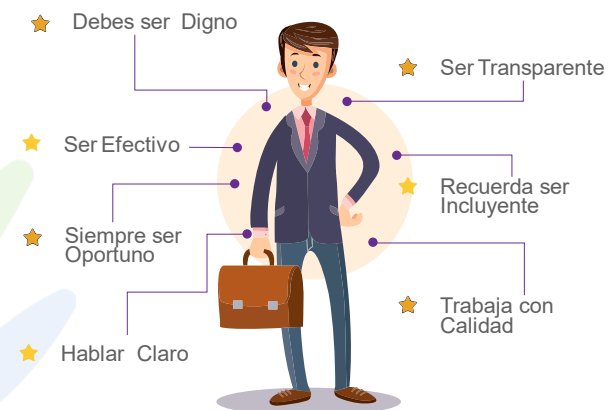 Debes ser Digno
Ser Transparente
Ser Efectivo
Recuerda ser
Incluyente
Siempre ser
Oportuno
Trabaja con
Calidad
Hablar Claro